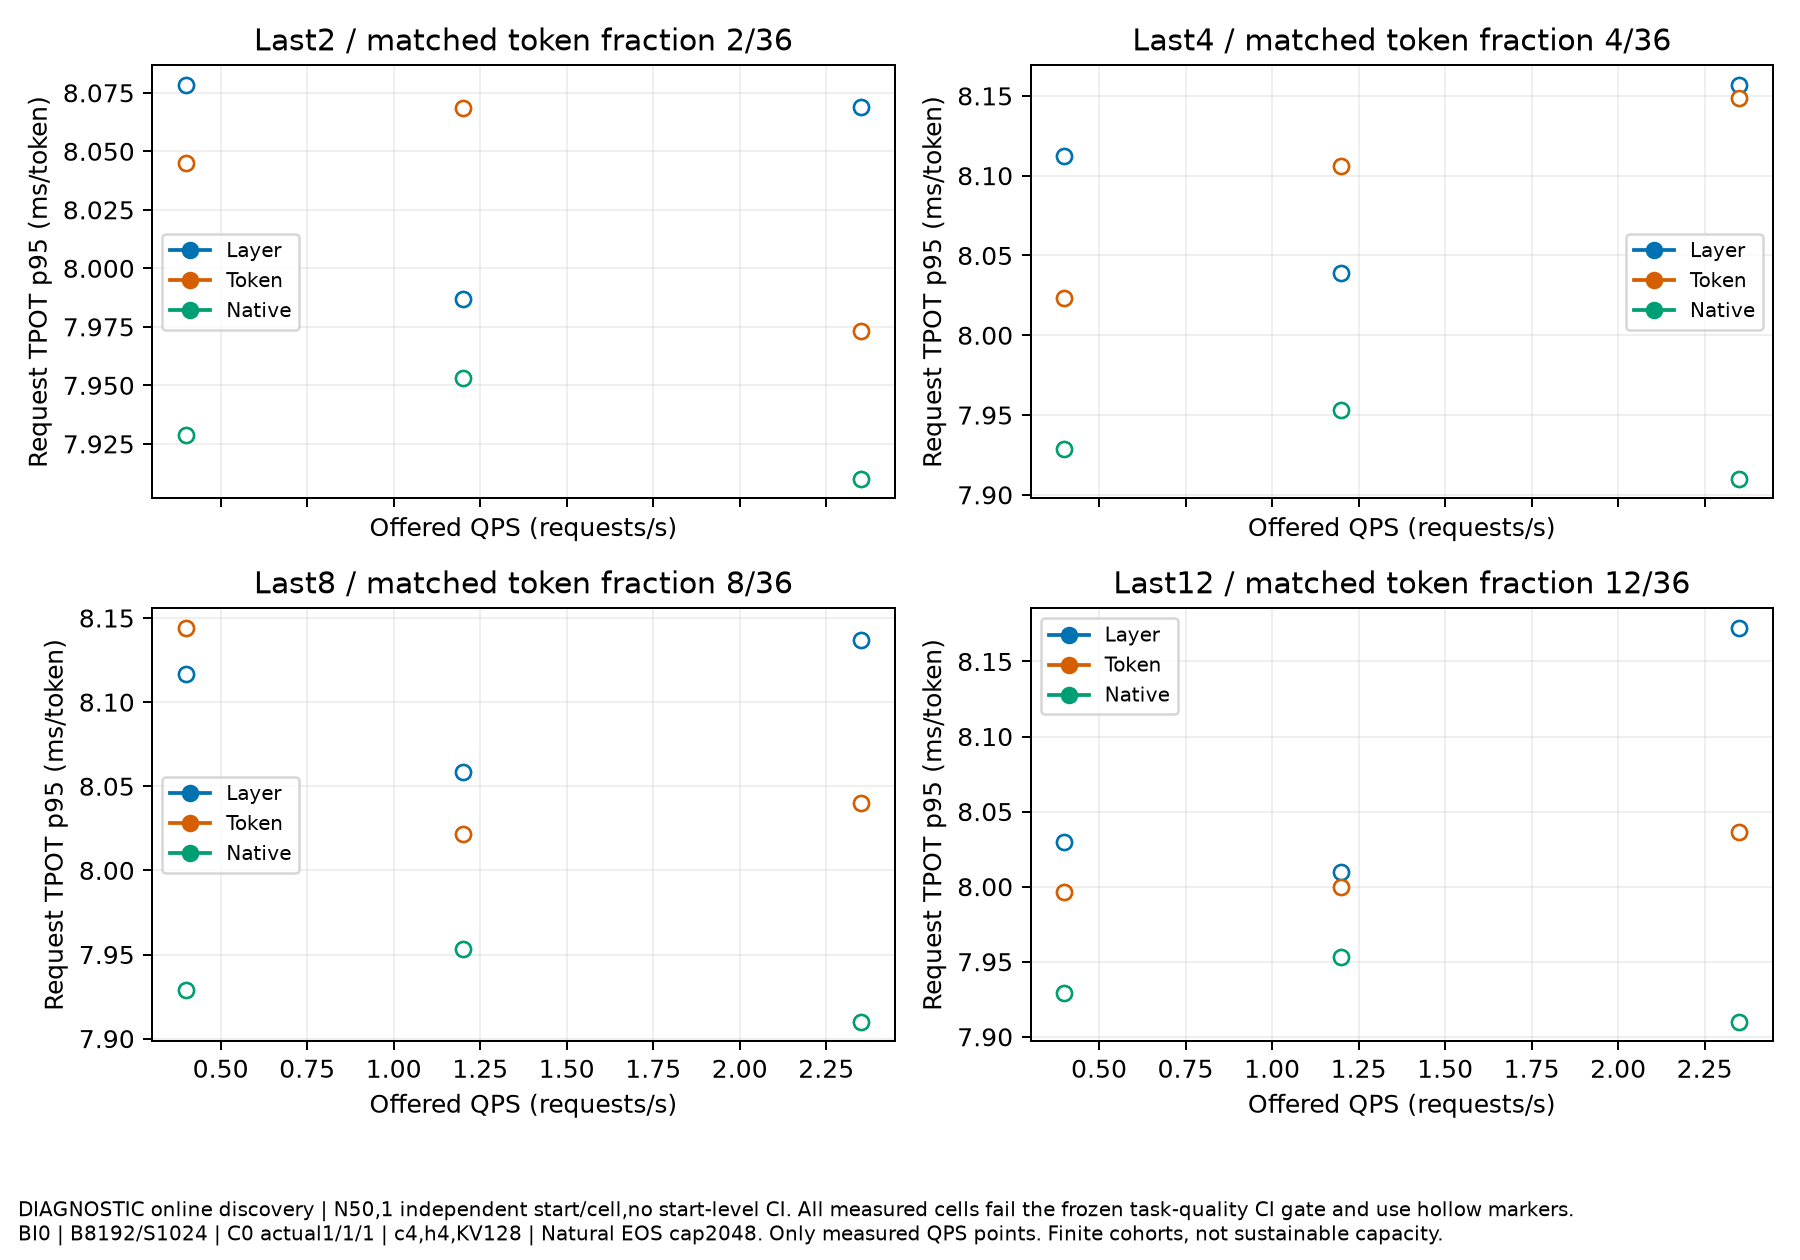 Last2 / matched token fraction 2/36
Request TPOT p95 (ms/token)
8.075
8.050
8.025
8.000
7.975
7.950
7.925
Layer
Token
Native
Offered QPS (requests/s)
Last4 / matched token fraction 4/36
Request TPOT p95 (ms/token)
8.15
8.10
8.05
8.00
7.95
7.90
Layer
Token
Native
Offered QPS (requests/s)
Last8 / matched token fraction 8/36
Request TPOT p95 (ms/token)
8.15
8.10
8.05
8.00
7.95
7.90
Layer
Token
Native
0.50 0.75 1.00 1.25 1.50 1.75 2.00 2.25
Offered QPS (requests/s)
Last12 / matched token fraction 12/36
Request TPOT p95 (ms/token)
8.15
8.10
8.05
8.00
7.95
7.90
Layer
Token
Native
0.50 0.75 1.00 1.25 1.50 1.75 2.00 2.25
Offered QPS (requests/s)
DIAGNOSTIC online discovery | N50,1 independent start/cell,no start-level CI. All measured cells fail the frozen task-quality CI gate and use hollow markers.
BI0 | B8192/S1024 | C0 actual1/1/1 | c4,h4,KV128 | Natural EOS cap2048. Only measured QPS points. Finite cohorts, not sustainable capacity.